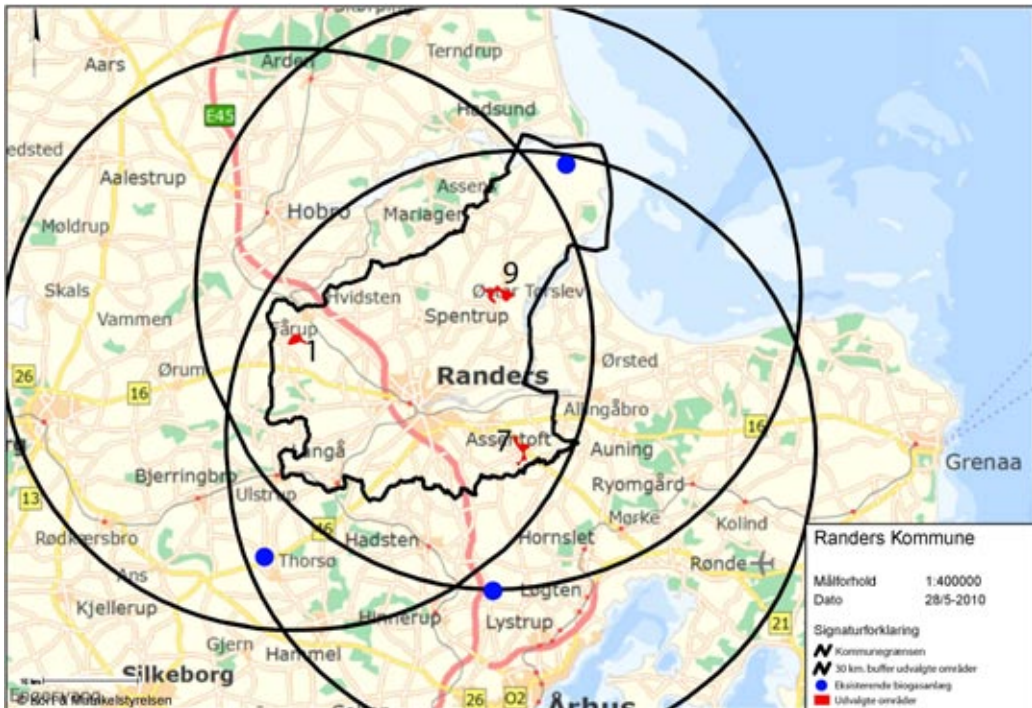 Terndrup
Aars
Arden
E45
Hadsund
Aalestrup
Assens
Hobro
Mariager
Møldrup
9
Skals
Hvidsten
Øster Tørslev
Vammen
Spentrup
Fårup
1
Ørsted
Ørum
26
16
Randers
Allingåbro
16
7
Assentoft
Langå
Auning
Grenaa
Bjerringbro
Ulstrup
Ryomgård
13
46
Mørke
Kolind
Rødkærsbro
Hadsten
Hornslet
Thorsø
Rønde
Ans
Løgten
Kjellerup
Hinnerup
Lystrup
21
Gjern
Hammel
Silkeborg
26
O2
Århus
© Kort & Matrikelstyrelsen
Randers Kommune
Målforhold 1:400000
Dato 28/5-2010
Signaturforklaring
Kommunegrænsen
30 km. buffer udvalgte områder
Eksisterende biogasanlæg
Udvalgte områder